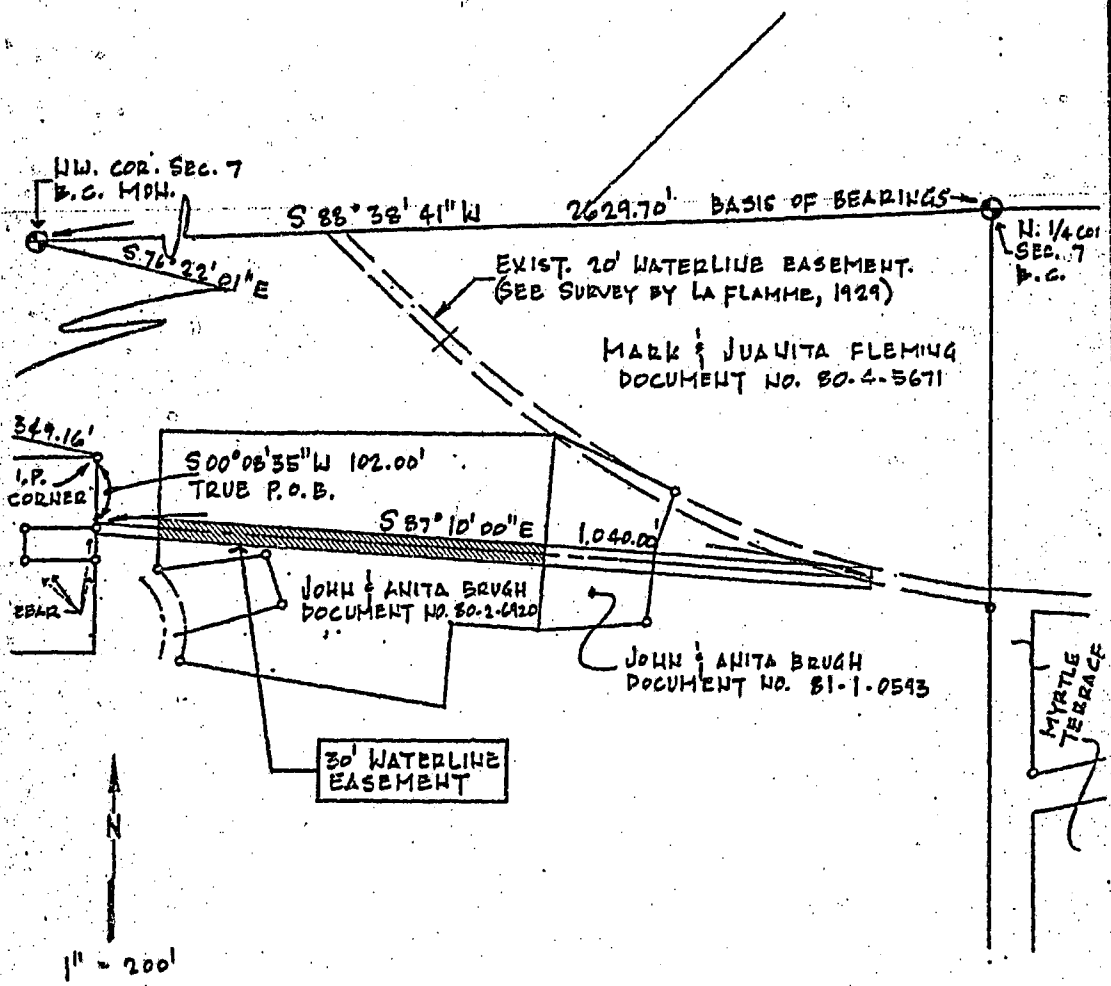 NW. COR. SEC. 7
B.C. MON.
S 88° 38' 41" W 2629.70' BASIS OF BEARINGS
N. 1/4 COR
SEC. 7
B.C.
S. 76° 22' 01" E
EXIST. 20' WATERLINE EASEMENT.
(SEE SURVEY BY LA FLAMME, 1929)
MARK & JUANITA FLEMING
DOCUMENT NO. 80-4-5671
349.16'
I.P.
CORNER
S 00° 08' 35" W 102.00'
TRUE P.O.B.
S 87° 10' 00" E 1,040.00'
JOHN & ANITA BRUGH
DOCUMENT NO. 80-2-6920
JOHN & ANITA BRUGH
DOCUMENT NO. 81-1-0593
MYRTLE
TERRACE
30' WATERLINE
EASEMENT
N
1" = 200'